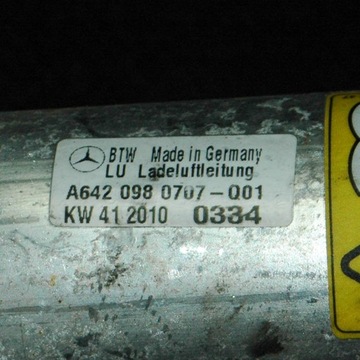 BTW Made in Germany
LU Ladeluftleitung
A642 098 0707-Q01
KW 41 2010 0334